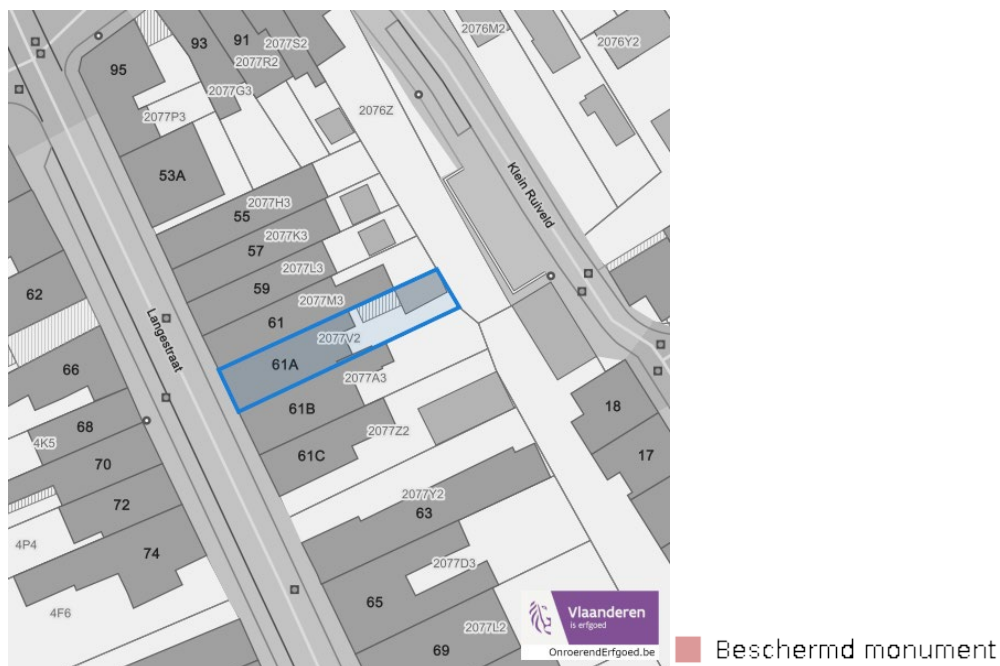 2076M2
93
91
2077S2
2076Y2
2077R2
95
2077G3
2076Z
2077P3
53A
Klein Ruiveld
2077H3
55
2077K3
57
2077L3
59
62
2077M3
61
Langestraat
2077V2
61A
66
2077A3
61B
18
68
2077Z2
4K5
61C
70
17
2077Y2
72
63
4P4
74
2077D3
65
4F6
2077L2
69
Vlaanderen
is erfgoed
OnroerendErfgoed.be
Beschermd monument